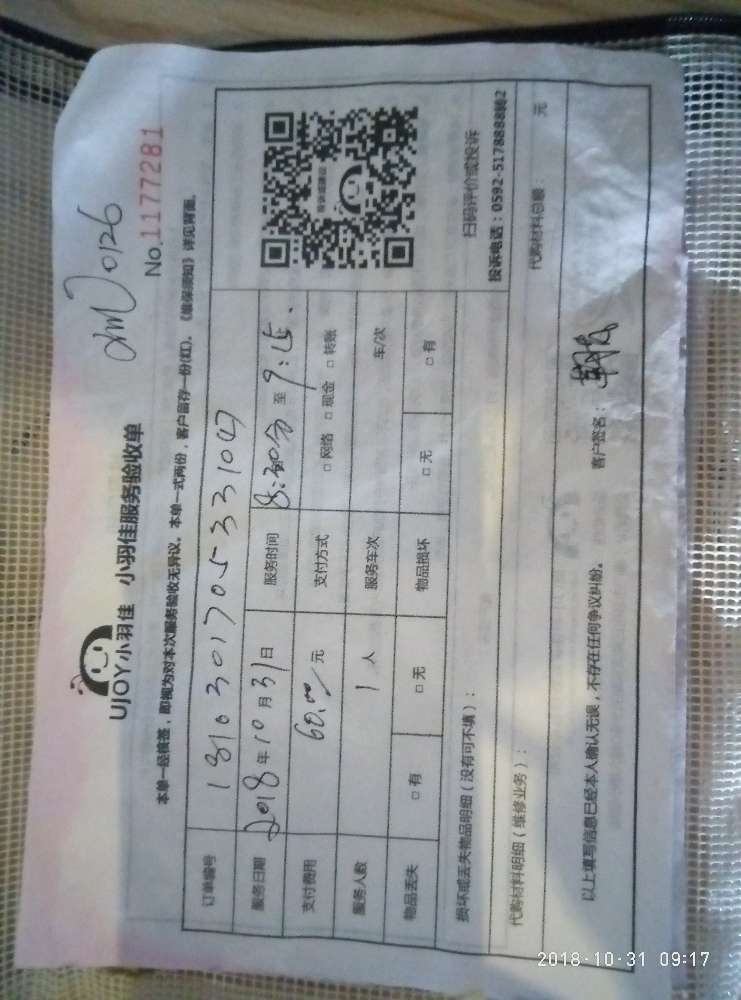 UJOY小羽佳 小羽佳服务验收单
0126
No.1177281
本单一经核签，即视为对本次服务验收无异议。本单一式两份，客户留存一份(红)。《维保须知》详见背面。
订单编号 18103017053310
服务日期 2018年10月31日 服务时间 8:30分至9:15.
支付费用 60.00元 支付方式 □网络 □现金 □转账
服务人数 1人 服务车次 车/次
物品丢失 □有 □无 物品损坏 □无 □有
扫码评价或投诉
投诉电话：0592-5178888转2
损坏或丢失物品明细（没有可不填）：
代购材料明细（维修业务）： 代购材料总额： 元
以上填写信息已经本人确认无误，不存在任何争议纠纷。 客户签名：
2018-10-31 09:17